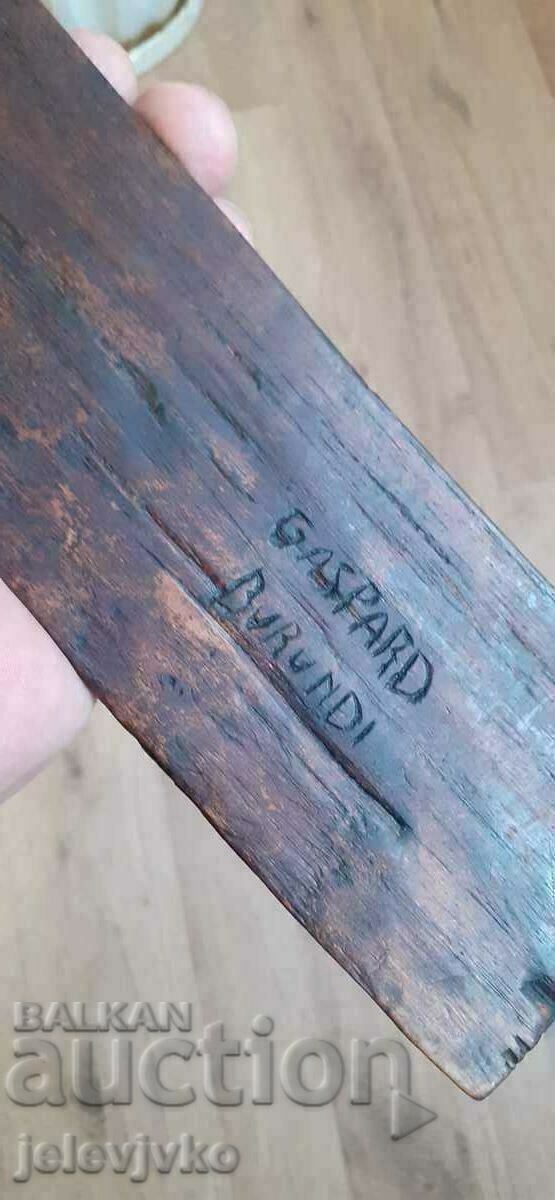 GASPARD
BURUNDI
BALKAN
auction
jelevjvko